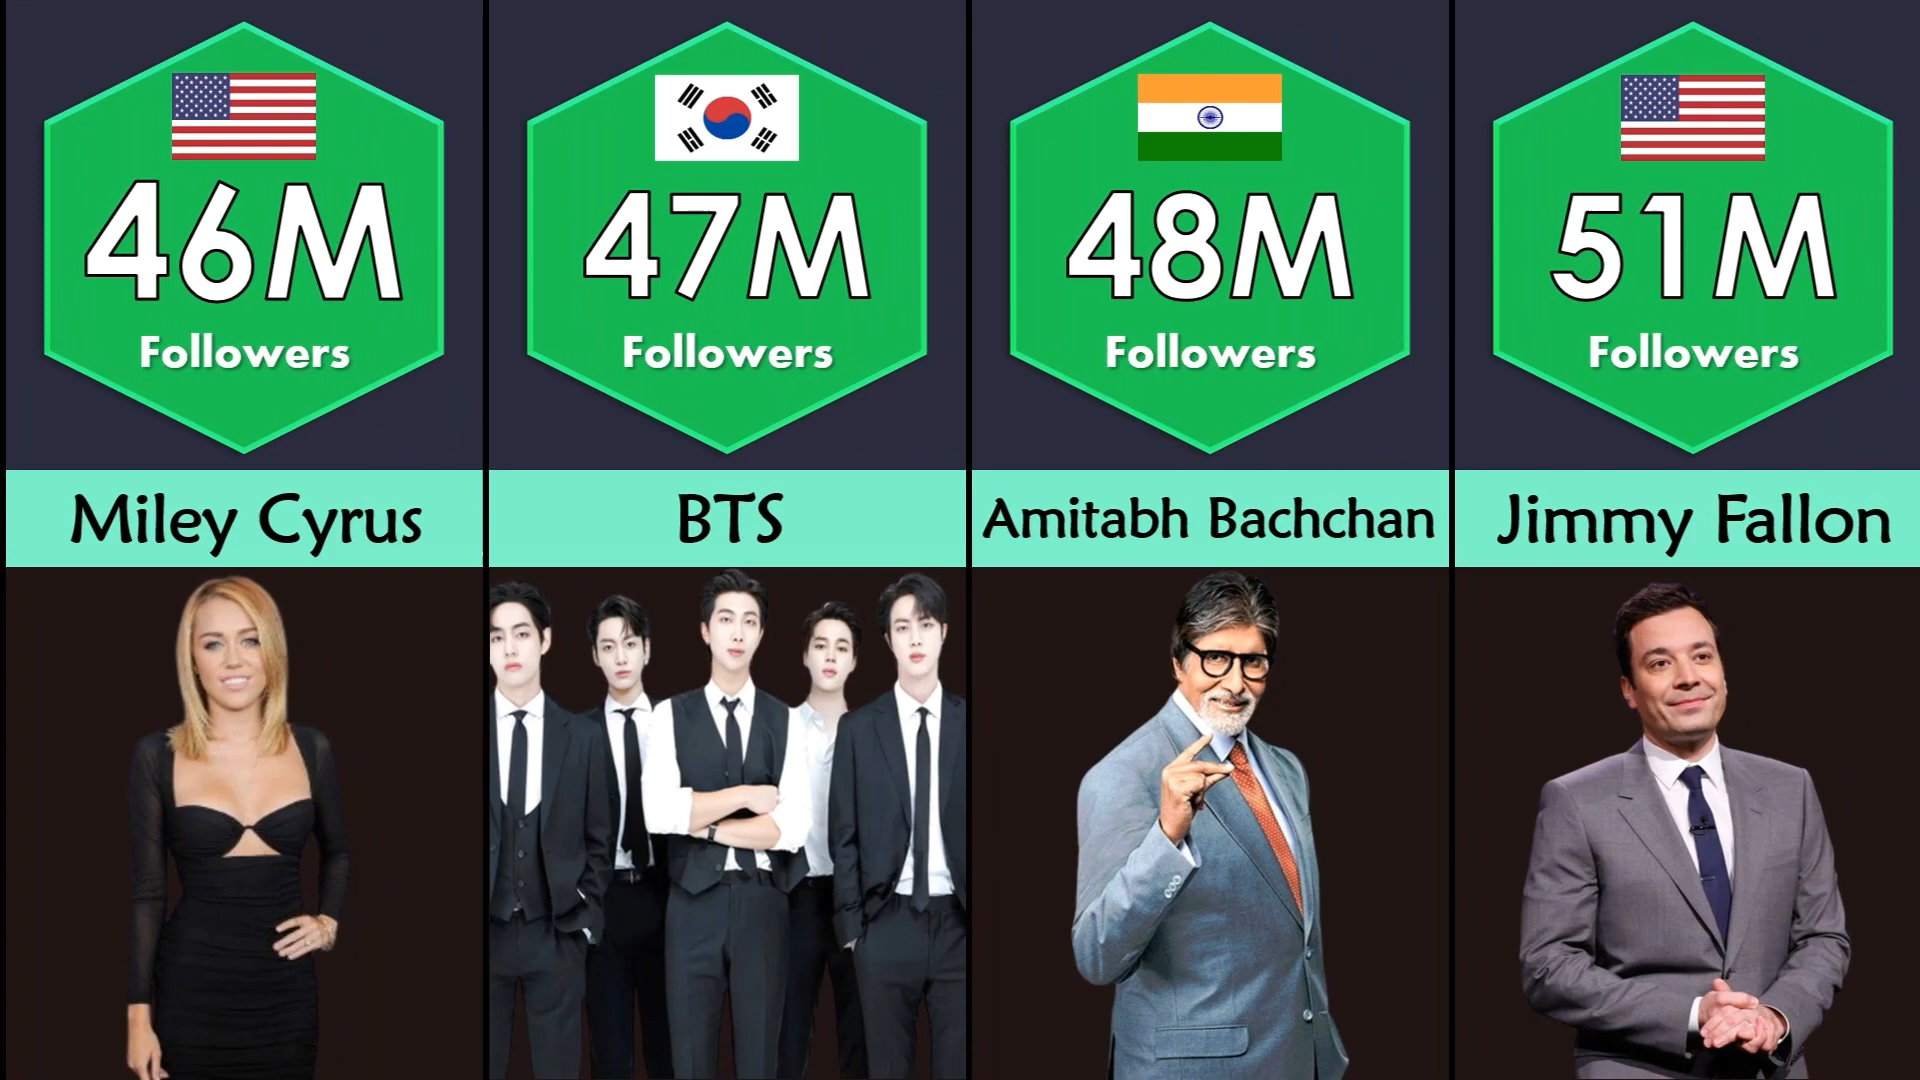 46M
Followers
Miley Cyrus
47M
Followers
BTS
48M
Followers
Amitabh Bachchan
51M
Followers
Jimmy Fallon